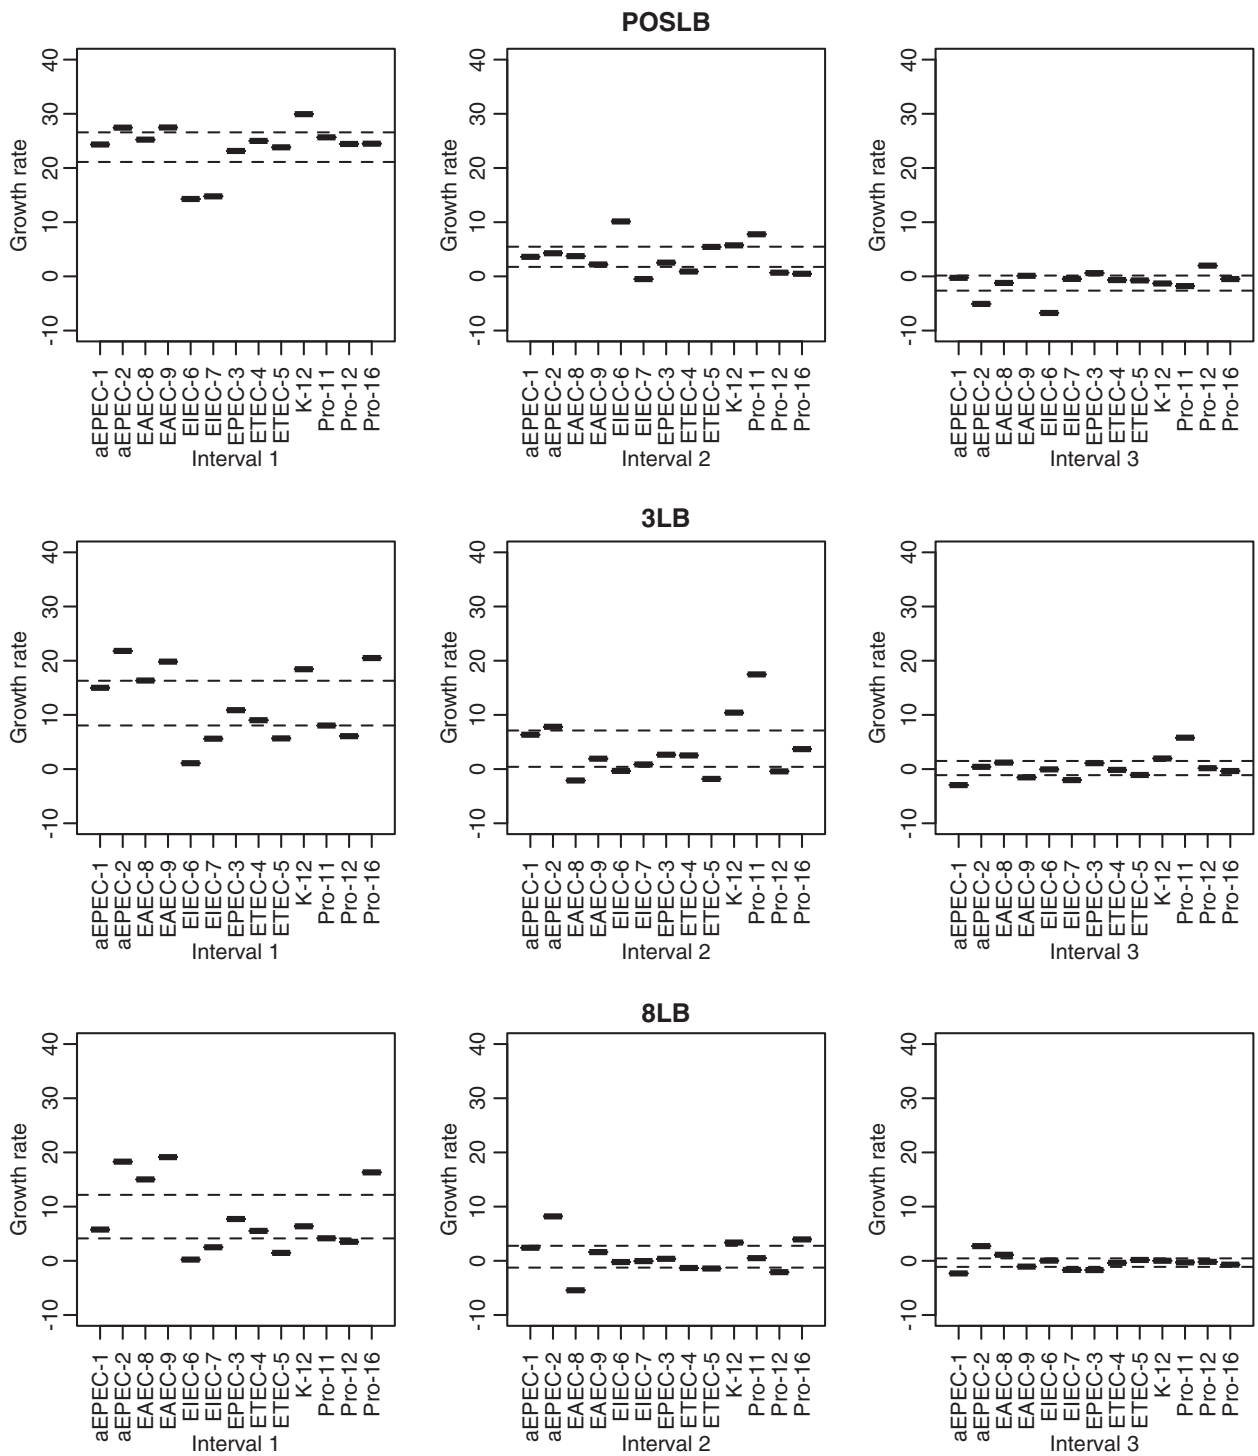 POSLB
Growth rate
40
30
20
10
0
-10
aEPEC-1
aEPEC-2
EAEC-8
EAEC-9
EIEC-6
EIEC-7
EPEC-3
ETEC-4
ETEC-5
K-12
Pro-11
Pro-12
Pro-16
Interval 1
Growth rate
40
30
20
10
0
-10
aEPEC-1
aEPEC-2
EAEC-8
EAEC-9
EIEC-6
EIEC-7
EPEC-3
ETEC-4
ETEC-5
K-12
Pro-11
Pro-12
Pro-16
Interval 2
Growth rate
40
30
20
10
0
-10
aEPEC-1
aEPEC-2
EAEC-8
EAEC-9
EIEC-6
EIEC-7
EPEC-3
ETEC-4
ETEC-5
K-12
Pro-11
Pro-12
Pro-16
Interval 3
3LB
Growth rate
40
30
20
10
0
-10
aEPEC-1
aEPEC-2
EAEC-8
EAEC-9
EIEC-6
EIEC-7
EPEC-3
ETEC-4
ETEC-5
K-12
Pro-11
Pro-12
Pro-16
Interval 1
Growth rate
40
30
20
10
0
-10
aEPEC-1
aEPEC-2
EAEC-8
EAEC-9
EIEC-6
EIEC-7
EPEC-3
ETEC-4
ETEC-5
K-12
Pro-11
Pro-12
Pro-16
Interval 2
Growth rate
40
30
20
10
0
-10
aEPEC-1
aEPEC-2
EAEC-8
EAEC-9
EIEC-6
EIEC-7
EPEC-3
ETEC-4
ETEC-5
K-12
Pro-11
Pro-12
Pro-16
Interval 3
8LB
Growth rate
40
30
20
10
0
-10
aEPEC-1
aEPEC-2
EAEC-8
EAEC-9
EIEC-6
EIEC-7
EPEC-3
ETEC-4
ETEC-5
K-12
Pro-11
Pro-12
Pro-16
Interval 1
Growth rate
40
30
20
10
0
-10
aEPEC-1
aEPEC-2
EAEC-8
EAEC-9
EIEC-6
EIEC-7
EPEC-3
ETEC-4
ETEC-5
K-12
Pro-11
Pro-12
Pro-16
Interval 2
Growth rate
40
30
20
10
0
-10
aEPEC-1
aEPEC-2
EAEC-8
EAEC-9
EIEC-6
EIEC-7
EPEC-3
ETEC-4
ETEC-5
K-12
Pro-11
Pro-12
Pro-16
Interval 3